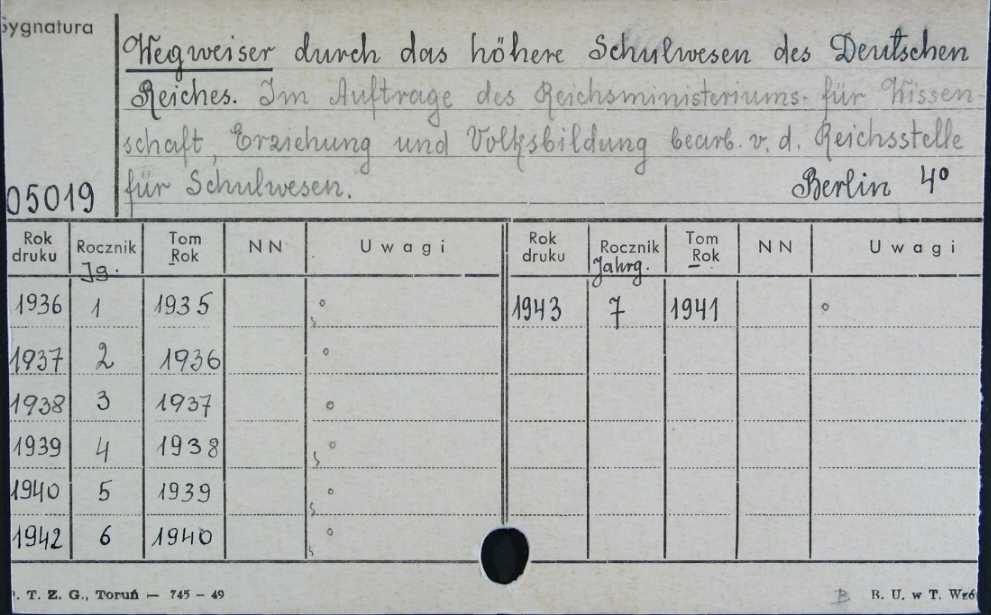 Sygnatura
Wegweiser durch das höhere Schulwesen des Deutschen
Reiches. Im Auftrage des Reichsministeriums für Wissen-
schaft, Erziehung und Volksbildung bearb. v. d. Reichsstelle
für Schulwesen. Berlin 4°
05019
Rok druku Rocznik Tom Rok N N Uwagi Rok druku Rocznik Tom Rok N N Uwagi
Jg. Jahrg.
1936 1 1935 ° 1943 7 1941 °
1937 2 1936 °
1938 3 1937 °
1939 4 1938 °
1940 5 1939 °
1942 6 1940 °
T. Z. G., Toruń — 745 - 49 B R. U. w T.